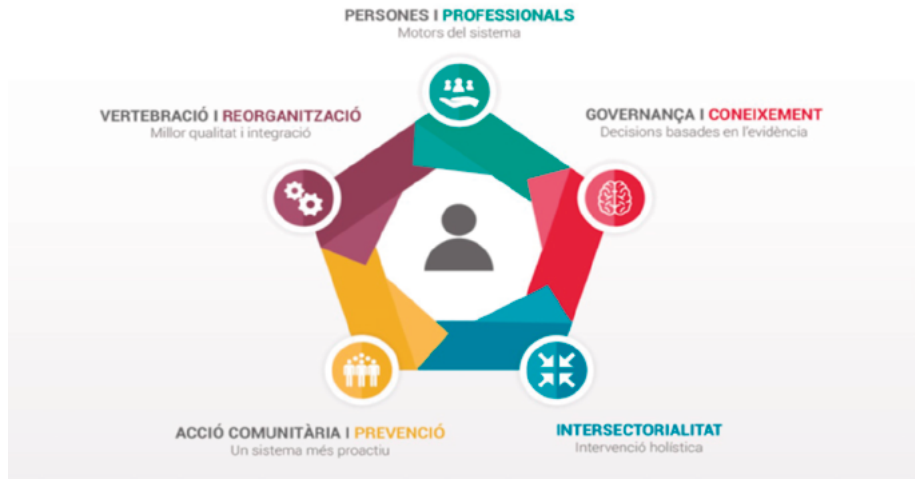 PERSONES I PROFESSIONALS
Motors del sistema
VERTEBRACIÓ I REORGANITZACIÓ
Millor qualitat i integració
GOVERNANÇA I CONEIXEMENT
Decisions basades en l'evidència
ACCIÓ COMUNITÀRIA I PREVENCIÓ
Un sistema més proactiu
INTERSECTORIALITAT
Intervenció holística